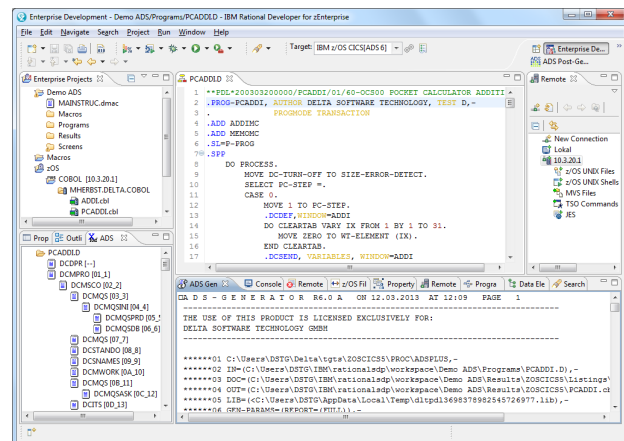 Enterprise Development - Demo ADS/Programs/PCADDI.D - IBM Rational Developer for zEnterprise
File Edit Navigate Search Project Run Window Help
Target: IBM z/OS CICS[ADS6]
Enterprise De...
ADS Post-Ge...
Enterprise Projects
Demo ADS
MAINSTRUC.dmac
Macros
Programs
Results
Screens
Macros
zOS
COBOL [10.3.20.1]
MHERBST.DELTA.COBOL
ADDI.cbl
PCADDI.cbl
PCADDI.D
1 **PDL*200303200000/PCADDI/01/60-OCS00 POCKET CALCULATOR ADDITI
2 .PROG=PCADDI, AUTHOR DELTA SOFTWARE TECHNOLOGY, TEST D,-
3 . PROGMODE TRANSACTION
4 .ADD ADDIMC
5 .ADD MEMOMC
6 .SL=P-PROG
7 .SPP
8 DO PROCESS.
9 MOVE DC-TURN-OFF TO SIZE-ERROR-DETECT.
10 SELECT PC-STEP =.
11 CASE 0.
12 MOVE 1 TO PC-STEP.
13 .DCDEF,WINDOW=ADDI
14 DO CLEARTAB VARY IX FROM 1 BY 1 TO 31.
15 MOVE ZERO TO WT-ELEMENT (IX).
16 END CLEARTAB.
17 .DCSEND, VARIABLES, WINDOW=ADDI
Remote
New Connection
Lokal
10.3.20.1
z/OS UNIX Files
z/OS UNIX Shells
MVS Files
TSO Commands
JES
Prop Outli ADS
PCADDI.D
DCDPR [--]
DCMPRO [01_1]
DCMSCO [02_2]
DCMQS [03_3]
DCMQSINI [04_4]
DCMQSPRD [05_
DCMQSDB [06_6]
DCMQS [07_7]
DCSTANDO [08_8]
DCSNAMES [09_9]
DCMWORK [0A_10]
DCMQS [0B_11]
DCMQSASK [0C_12]
DCITS [0D_13]
ADS Gen Console Remote z/OS Fil Property Remote Progra Data Ele Search
A D S - G E N E R A T O R R6.0 A ON 12.03.2013 AT 12:09 PAGE 1
THE USE OF THIS PRODUCT IS LICENSED EXCLUSIVELY FOR:
DELTA SOFTWARE TECHNOLOGY GMBH
******01 C:\Users\DSTG\Delta\tgts\ZOSCICS5\PROC\ADSPLUS,-
******02 IN=(C:\Users\DSTG\IBM\rationalsdp\workspace\Demo ADS\Programs\PCADDI.D),-
******03 DOC=(C:\Users\DSTG\IBM\rationalsdp\workspace\Demo ADS\Results\ZOSCICS5\Listings\
******04 OUT=(C:\Users\DSTG\IBM\rationalsdp\workspace\Demo ADS\Results\ZOSCICS5\PCADDI.cb
******05 LIB=(<C:\Users\DSTG\AppData\Local\Temp\dltpd1369837898254572​6977.lib),-
******06 GEN-PARAMS=(REPORT=(FULL)),-